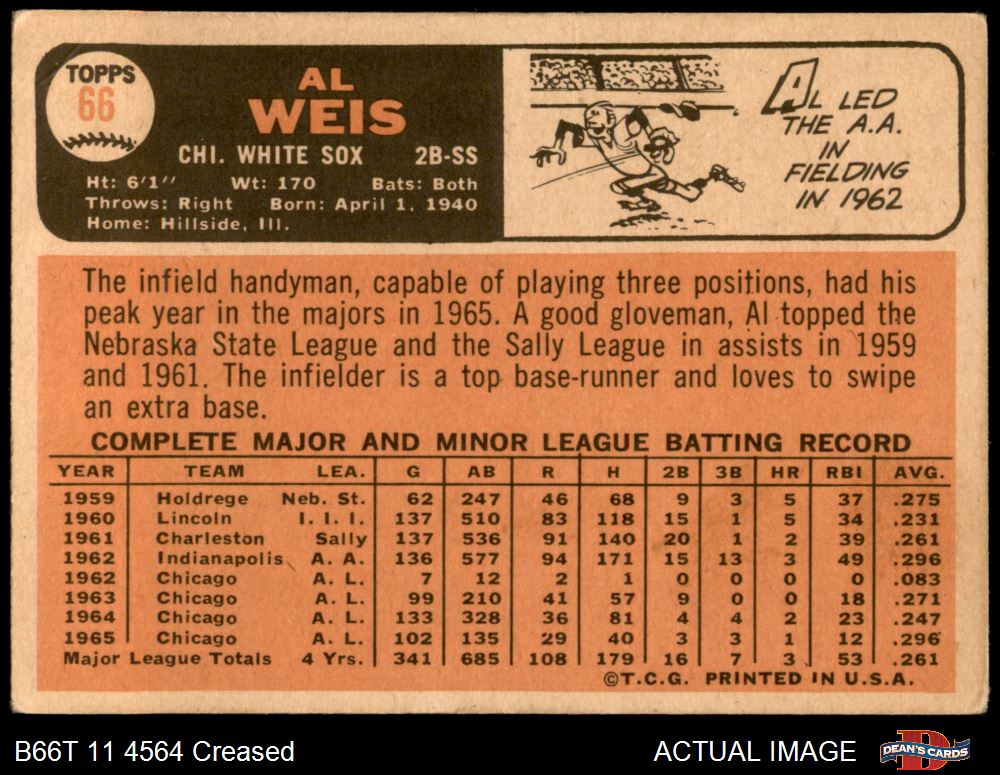 TOPPS
66
AL
WEIS
CHI. WHITE SOX 2B-SS
Ht: 6'1" Wt: 170 Bats: Both
Throws: Right Born: April 1, 1940
Home: Hillside, Ill.
AL LED
THE A.A.
IN
FIELDING
IN 1962
The infield handyman, capable of playing three positions, had his
peak year in the majors in 1965. A good gloveman, Al topped the
Nebraska State League and the Sally League in assists in 1959
and 1961. The infielder is a top base-runner and loves to swipe
an extra base.
COMPLETE MAJOR AND MINOR LEAGUE BATTING RECORD
YEAR TEAM LEA. G AB R H 2B 3B HR RBI AVG.
1959 Holdrege Neb. St. 62 247 46 68 9 3 5 37 .275
1960 Lincoln I. I. I. 137 510 83 118 15 1 5 34 .231
1961 Charleston Sally 137 536 91 140 20 1 2 39 .261
1962 Indianapolis A. A. 136 577 94 171 15 13 3 49 .296
1962 Chicago A. L. 7 12 2 1 0 0 0 0 .083
1963 Chicago A. L. 99 210 41 57 9 0 0 18 .271
1964 Chicago A. L. 133 328 36 81 4 4 2 23 .247
1965 Chicago A. L. 102 135 29 40 3 3 1 12 .296
Major League Totals 4 Yrs. 341 685 108 179 16 7 3 53 .261
©T.C.G. PRINTED IN U.S.A.
B66T 11 4564 Creased ACTUAL IMAGE
DEAN'S CARDS